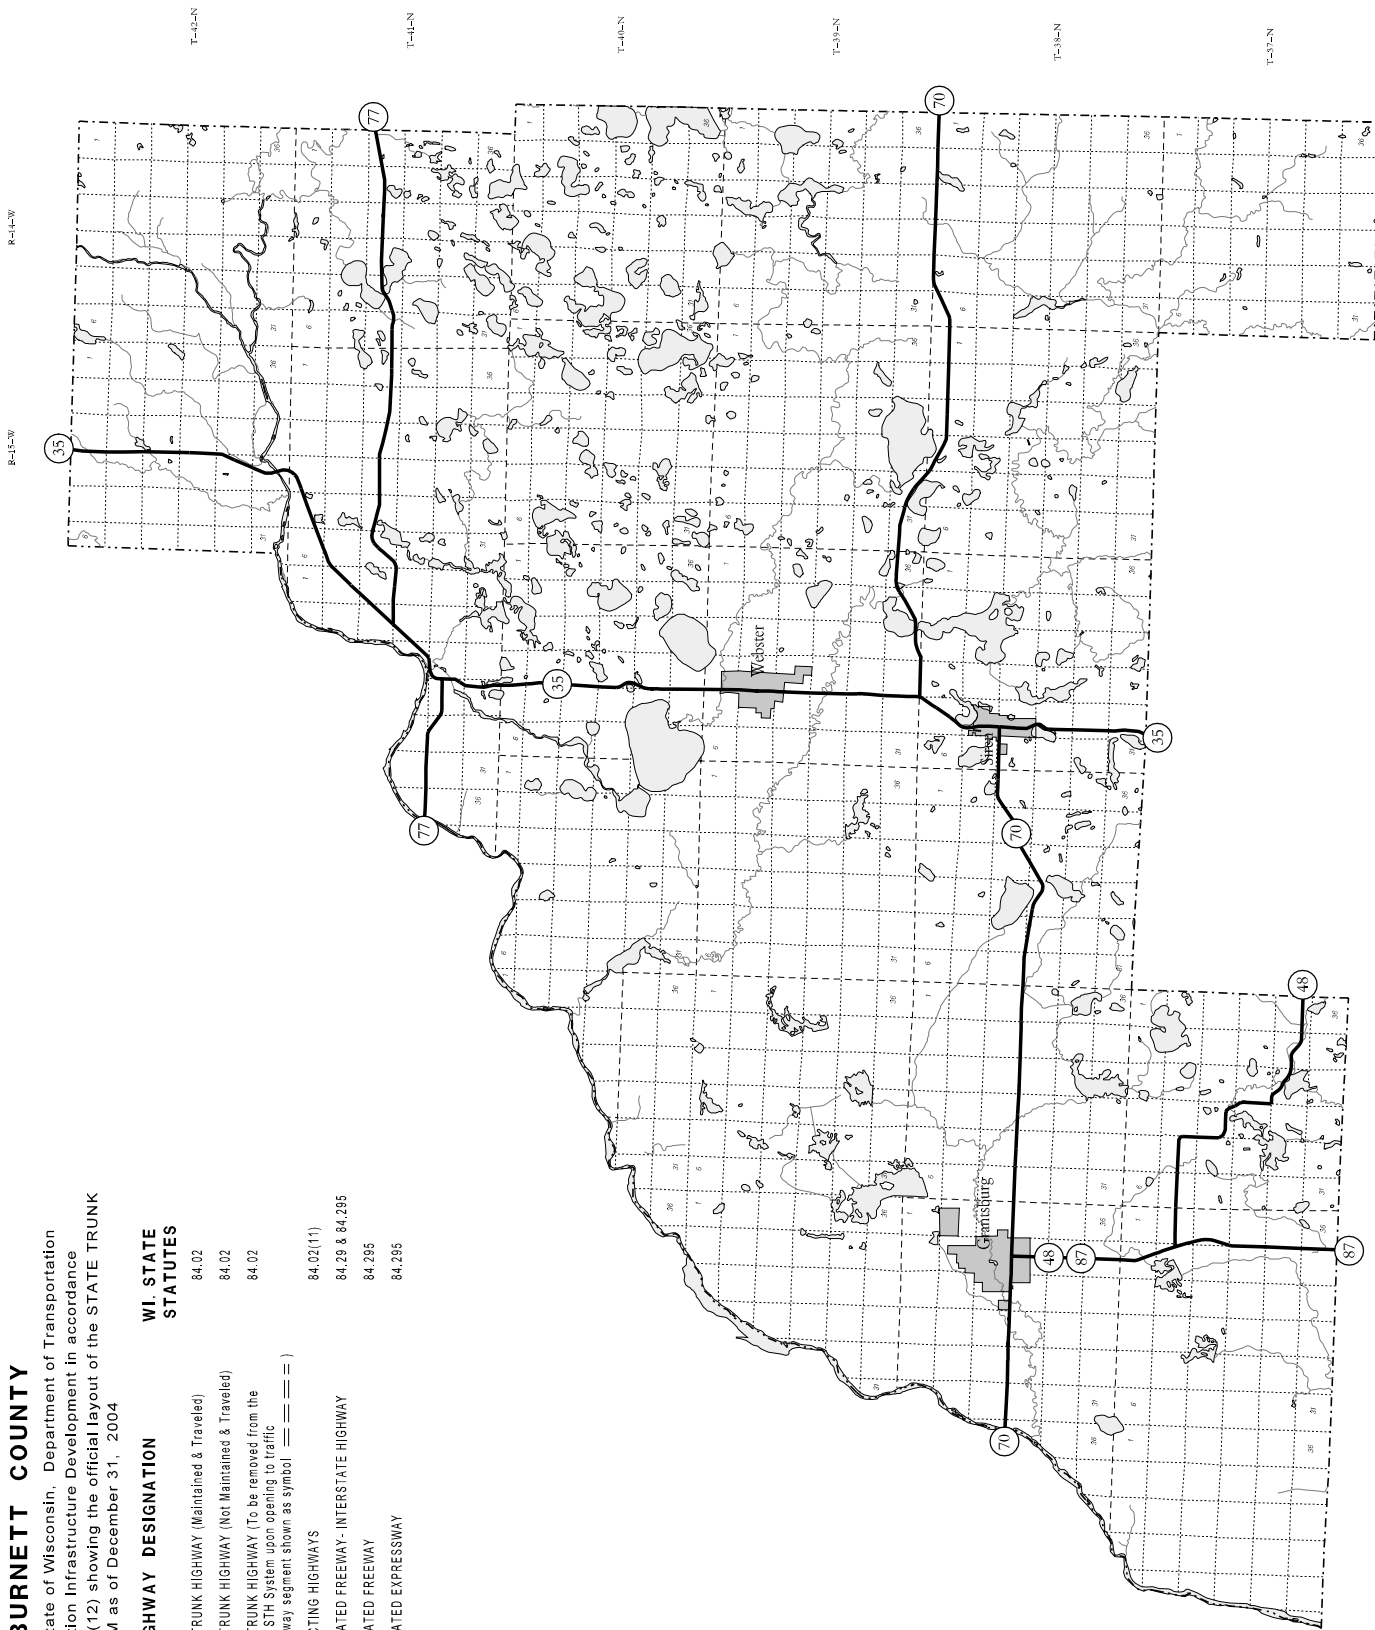 BURNETT COUNTY
ate of Wisconsin, Department of Transportation
tion Infrastructure Development in accordance
(12) showing the official layout of the STATE TRUNK
M as of December 31, 2004
GHWAY DESIGNATION
WI. STATE
STATUTES
TRUNK HIGHWAY (Maintained & Traveled)
84.02
TRUNK HIGHWAY (Not Maintained & Traveled)
84.02
TRUNK HIGHWAY (To be removed from the
84.02
STH System upon opening to traffic
way segment shown as symbol ===== )
CTING HIGHWAYS
84.02(11)
ATED FREEWAY- INTERSTATE HIGHWAY
84.29 & 84.295
ATED FREEWAY
84.295
ATED EXPRESSWAY
84.295
R-15-W
R-14-W
T-42-N
T-41-N
T-40-N
T-39-N
T-38-N
T-37-N
35
77
77
35
70
Webster
Siren
35
70
Grantsburg
70
48
87
48
87